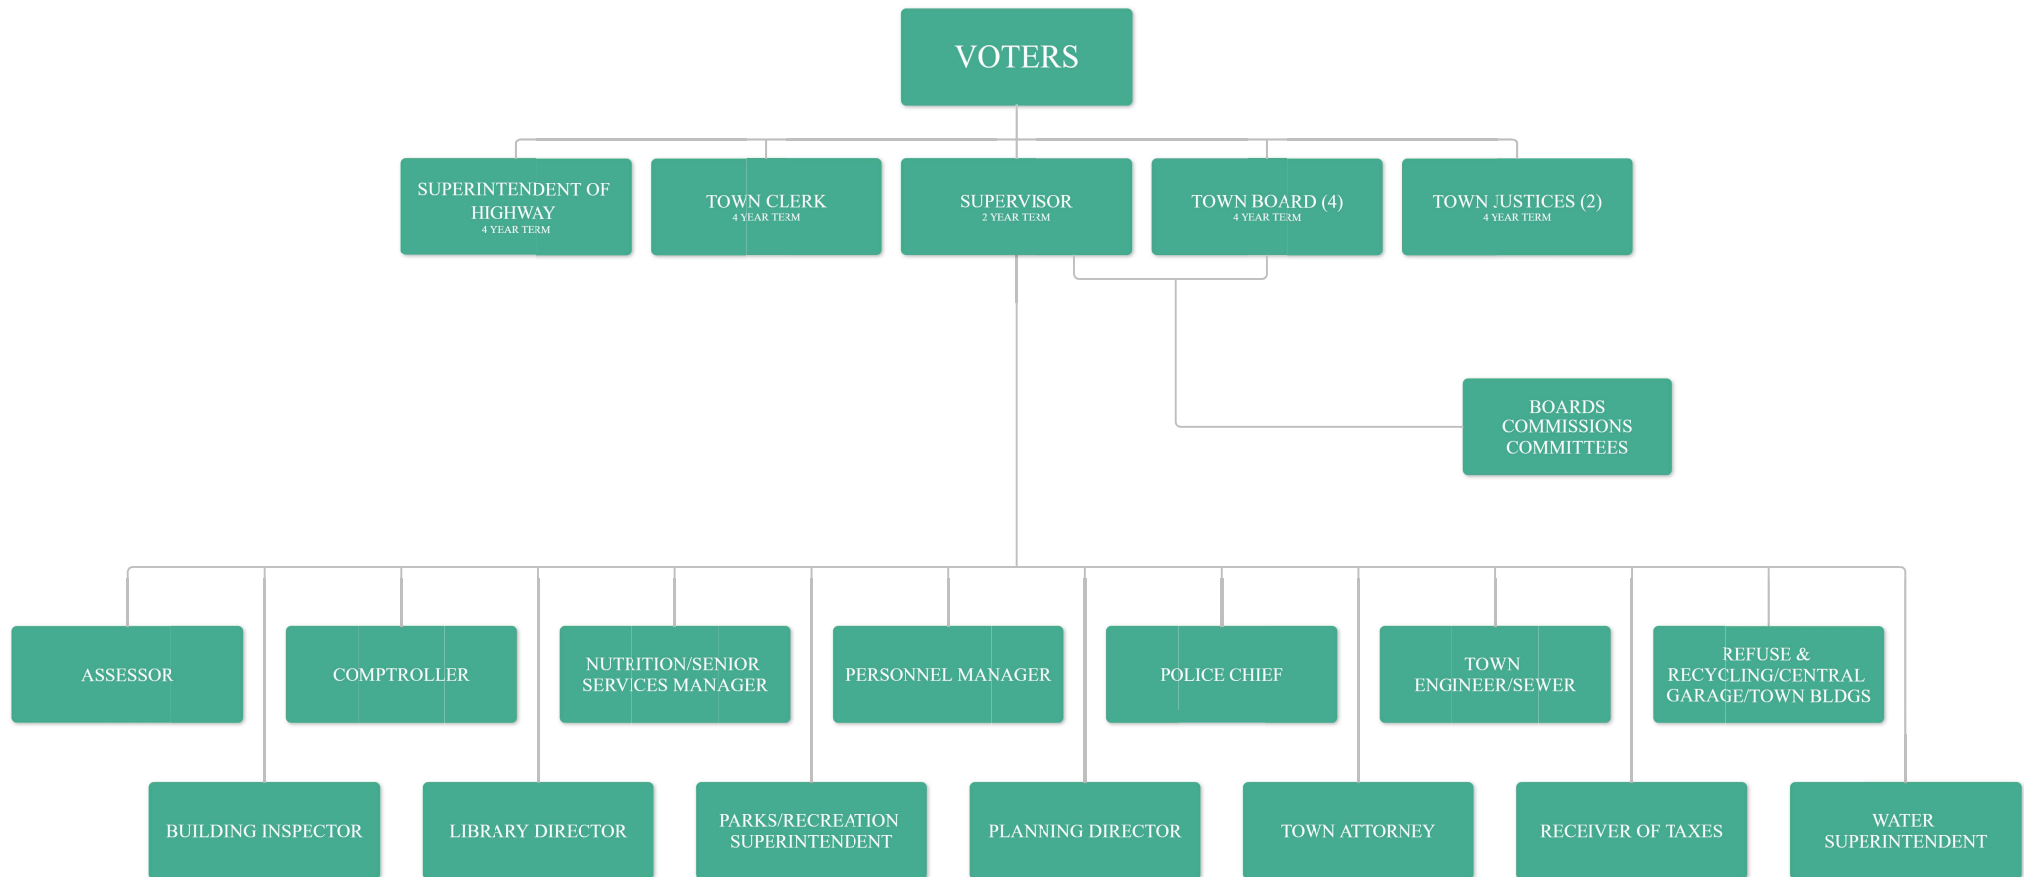 VOTERS
SUPERINTENDENT OF
HIGHWAY
4 YEAR TERM
TOWN CLERK
4 YEAR TERM
SUPERVISOR
2 YEAR TERM
TOWN BOARD (4)
4 YEAR TERM
TOWN JUSTICES (2)
4 YEAR TERM
BOARDS
COMMISSIONS
COMMITTEES
ASSESSOR
COMPTROLLER
NUTRITION/SENIOR
SERVICES MANAGER
PERSONNEL MANAGER
POLICE CHIEF
TOWN
ENGINEER/SEWER
REFUSE &
RECYCLING/CENTRAL
GARAGE/TOWN BLDGS
BUILDING INSPECTOR
LIBRARY DIRECTOR
PARKS/RECREATION
SUPERINTENDENT
PLANNING DIRECTOR
TOWN ATTORNEY
RECEIVER OF TAXES
WATER
SUPERINTENDENT